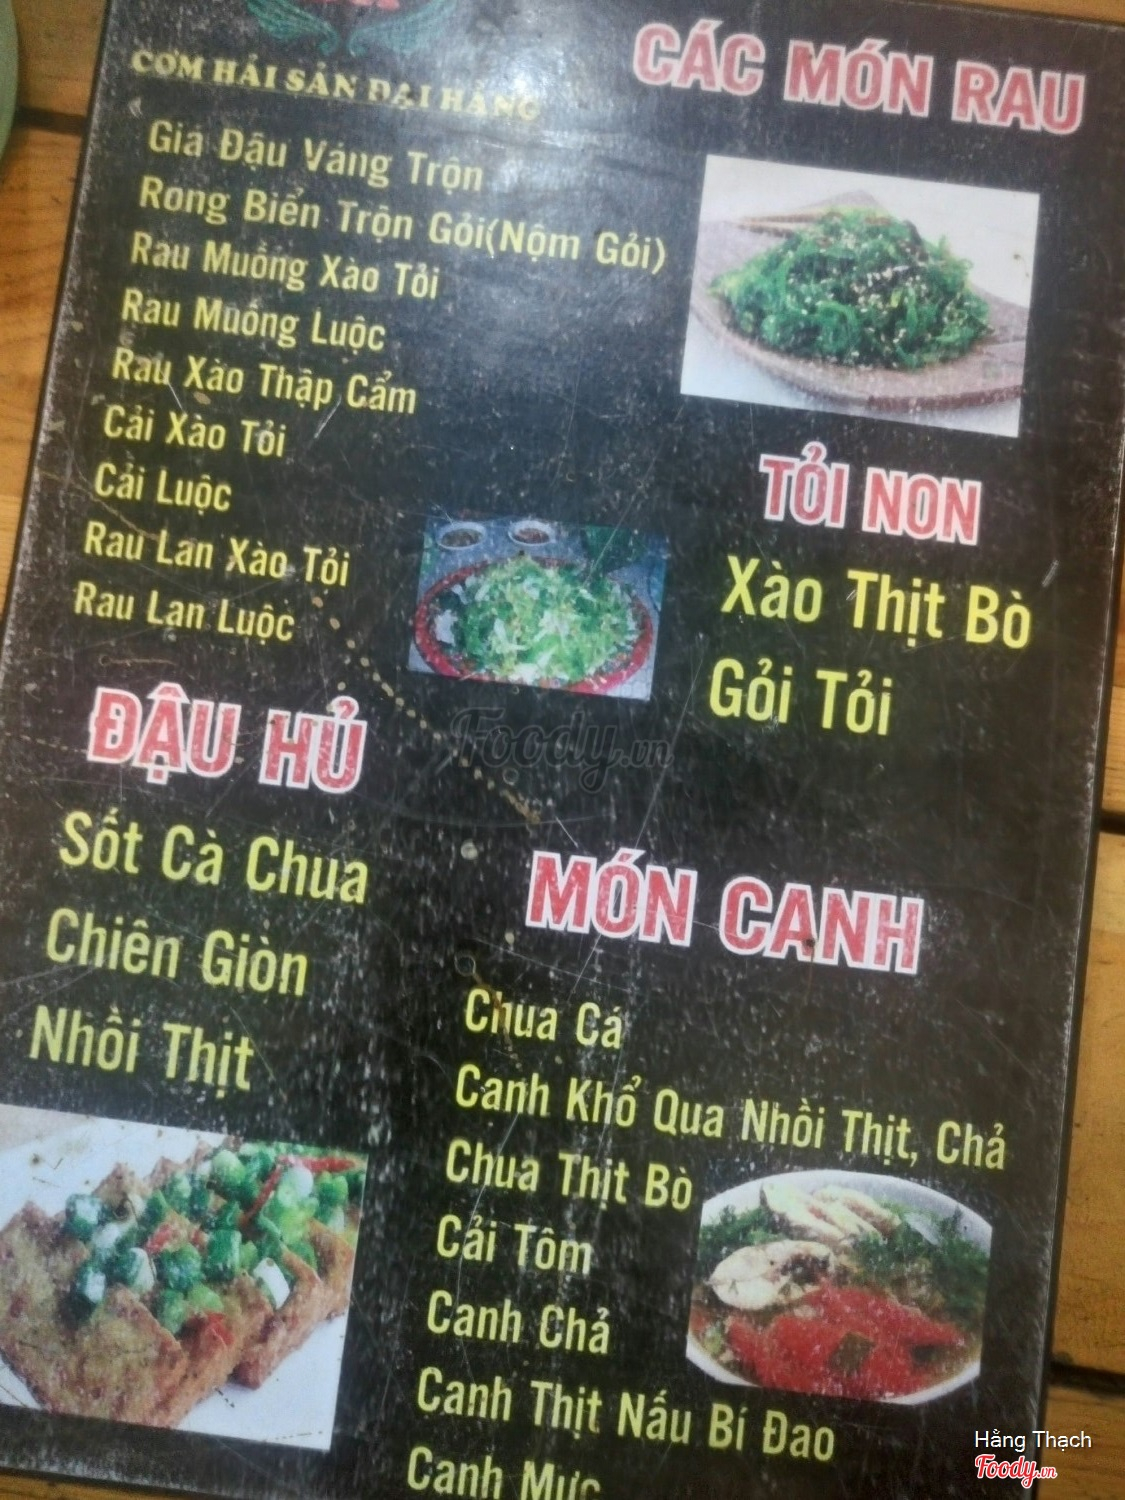 CƠM HẢI SẢN ĐẠI HÀNG
CÁC MÓN RAU
Giá Đậu Váng Trộn
Rong Biển Trộn Gỏi(Nộm Gỏi)
Rau Muống Xào Tỏi
Rau Muống Luộc
Rau Xào Thập Cẩm
Cải Xào Tỏi
Cải Luộc
Rau Lan Xào Tỏi
Rau Lan Luộc
TỎI NON
Xào Thịt Bò
Gỏi Tỏi
ĐẬU HỦ
Sốt Cà Chua
Chiên Giòn
Nhồi Thịt
Foody.vn
MÓN CANH
Chua Cá
Canh Khổ Qua Nhồi Thịt, Chả
Chua Thịt Bò
Cải Tôm
Canh Chả
Canh Thịt Nấu Bí Đao
Canh Mực
Hằng Thạch
Foody.vn